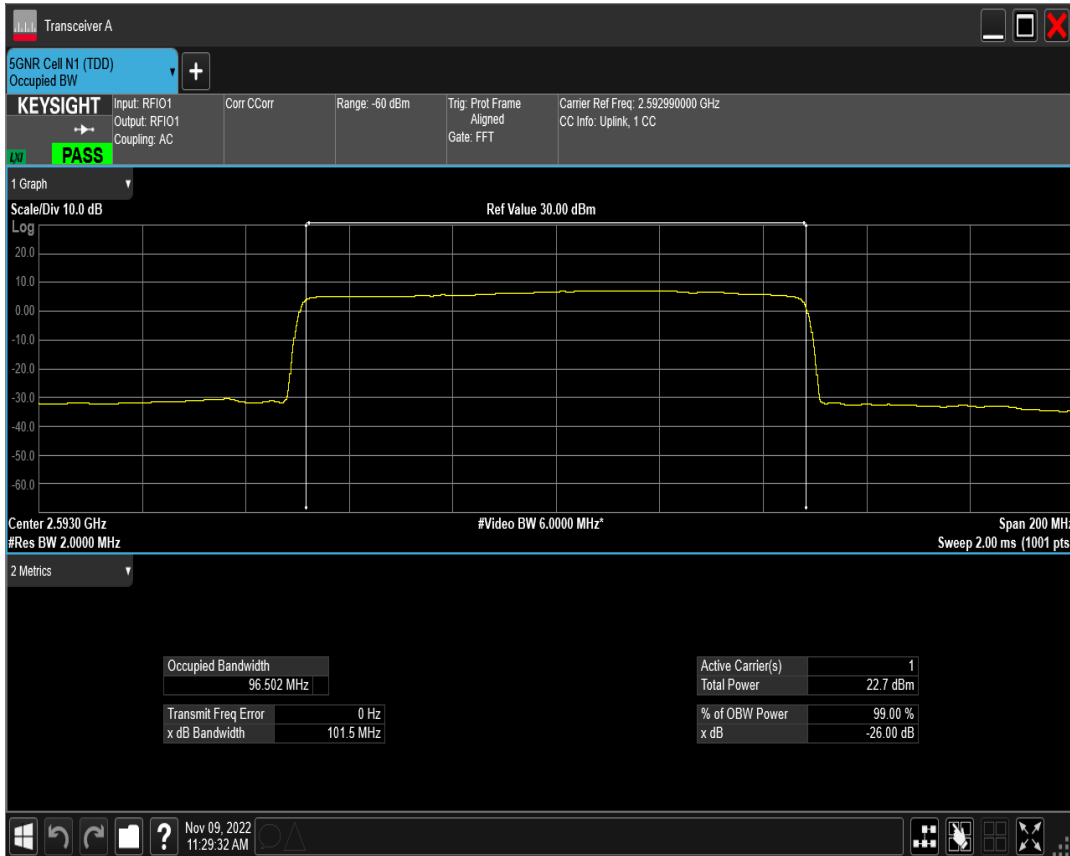 Transceiver A
5GNR Cell N1 (TDD)
Occupied BW
+
KEYSIGHT
LXI
PASS
Input: RFIO1
Output: RFIO1
Coupling: AC
Corr CCorr
Range: -60 dBm
Trig: Prot Frame
Aligned
Gate: FFT
Carrier Ref Freq: 2.592990000 GHz
CC Info: Uplink, 1 CC
1 Graph
Scale/Div 10.0 dB
Ref Value 30.00 dBm
Log
20.0
10.0
0.00
-10.0
-20.0
-30.0
-40.0
-50.0
-60.0
Center 2.5930 GHz
#Video BW 6.0000 MHz*
Span 200 MHz
#Res BW 2.0000 MHz
Sweep 2.00 ms (1001 pts
2 Metrics
Occupied Bandwidth
96.502 MHz
Transmit Freq Error 0 Hz
x dB Bandwidth 101.5 MHz
Active Carrier(s) 1
Total Power 22.7 dBm
% of OBW Power 99.00 %
x dB -26.00 dB
?
Nov 09, 2022
11:29:32 AM